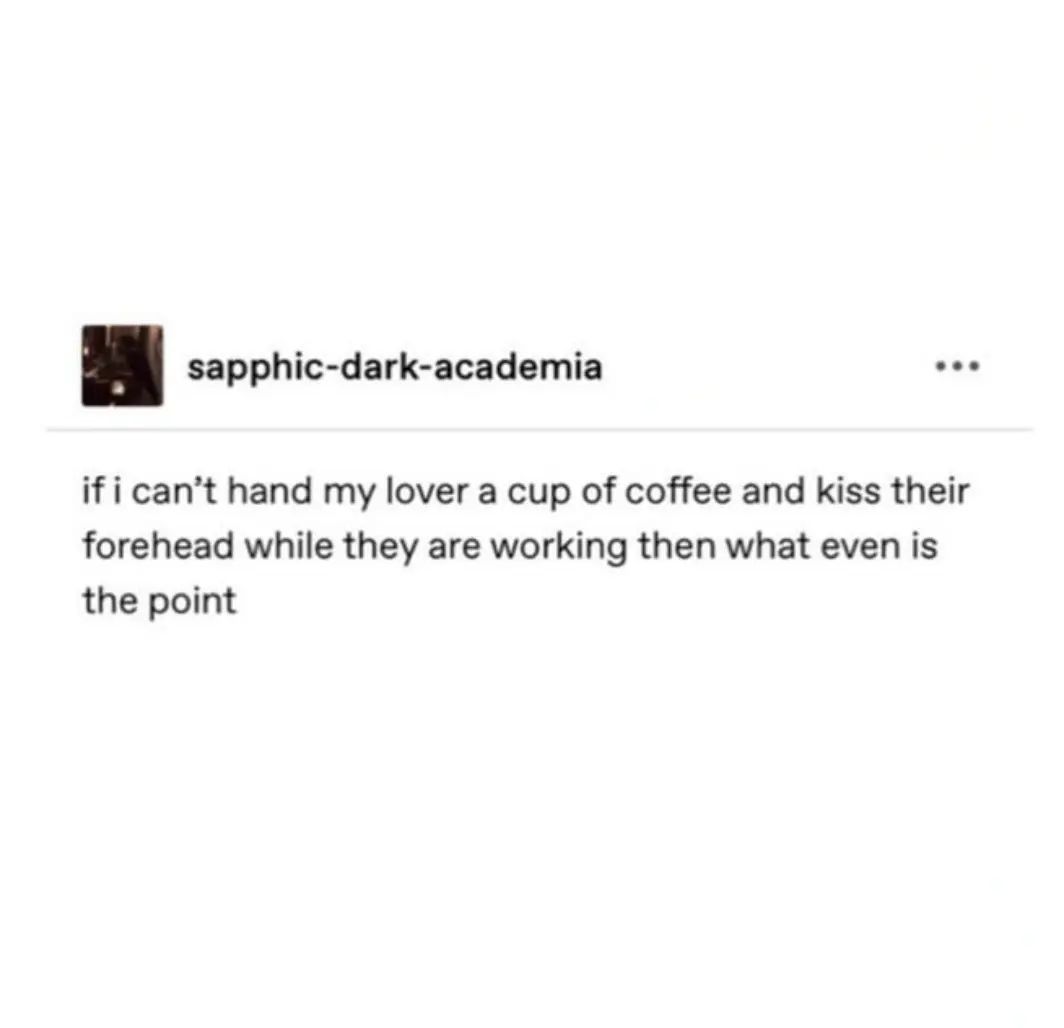 sapphic-dark-academia
if i can’t hand my lover a cup of coffee and kiss their
forehead while they are working then what even is
the point